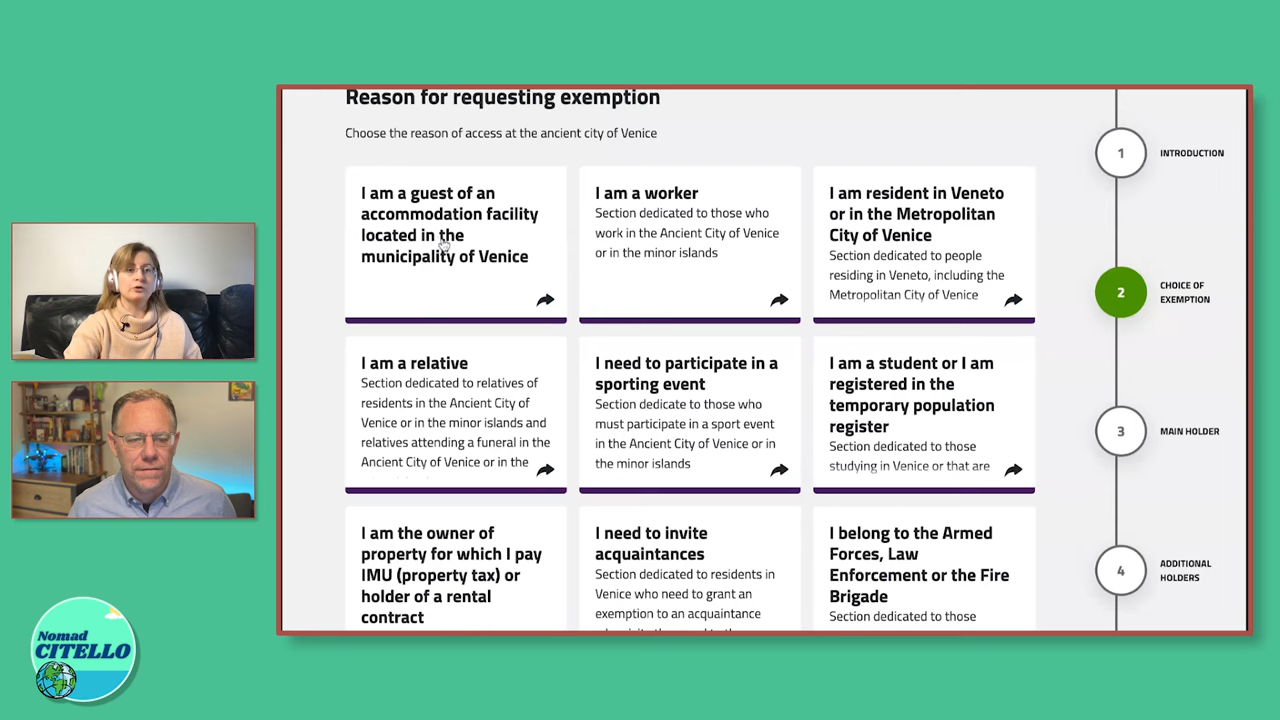 Reason for requesting exemption
Choose the reason of access at the ancient city of Venice
I am a guest of an
accommodation facility
located in the
municipality of Venice
I am a worker
Section dedicated to those who
work in the Ancient City of Venice
or in the minor islands
I am resident in Veneto
or in the Metropolitan
City of Venice
Section dedicated to people
residing in Veneto, including the
Metropolitan City of Venice
I am a relative
Section dedicated to relatives of
residents in the Ancient City of
Venice or in the minor islands and
relatives attending a funeral in the
Ancient City of Venice or in the
I need to participate in a
sporting event
Section dedicate to those who
must participate in a sport event
in the Ancient City of Venice or in
the minor islands
I am a student or I am
registered in the
temporary population
register
Section dedicated to those
studying in Venice or that are
I am the owner of
property for which I pay
IMU (property tax) or
holder of a rental
contract
I need to invite
acquaintances
Section dedicated to residents in
Venice who need to grant an
exemption to an acquaintance
I belong to the Armed
Forces, Law
Enforcement or the Fire
Brigade
Section dedicated to those
1
INTRODUCTION
2
CHOICE OF
EXEMPTION
3
MAIN HOLDER
4
ADDITIONAL
HOLDERS
Nomad
CITELLO